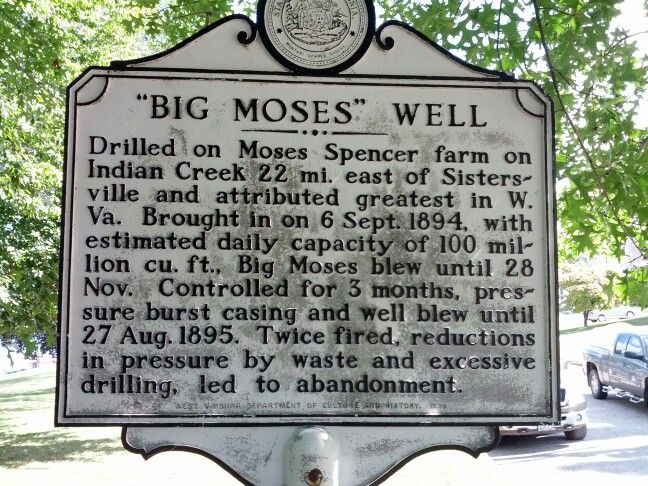 "BIG MOSES" WELL
Drilled on Moses Spencer farm on
Indian Creek 22 mi. east of Sisters-
ville and attributed greatest in W.
Va. Brought in on 6 Sept. 1894, with
estimated daily capacity of 100 mil-
lion cu. ft., Big Moses blew until 28
Nov. Controlled for 3 months, pres-
sure burst casing and well blew until
27 Aug. 1895. Twice fired, reductions
in pressure by waste and excessive
drilling, led to abandonment.
WEST VIRGINIA DEPARTMENT OF CULTURE AND HISTORY,